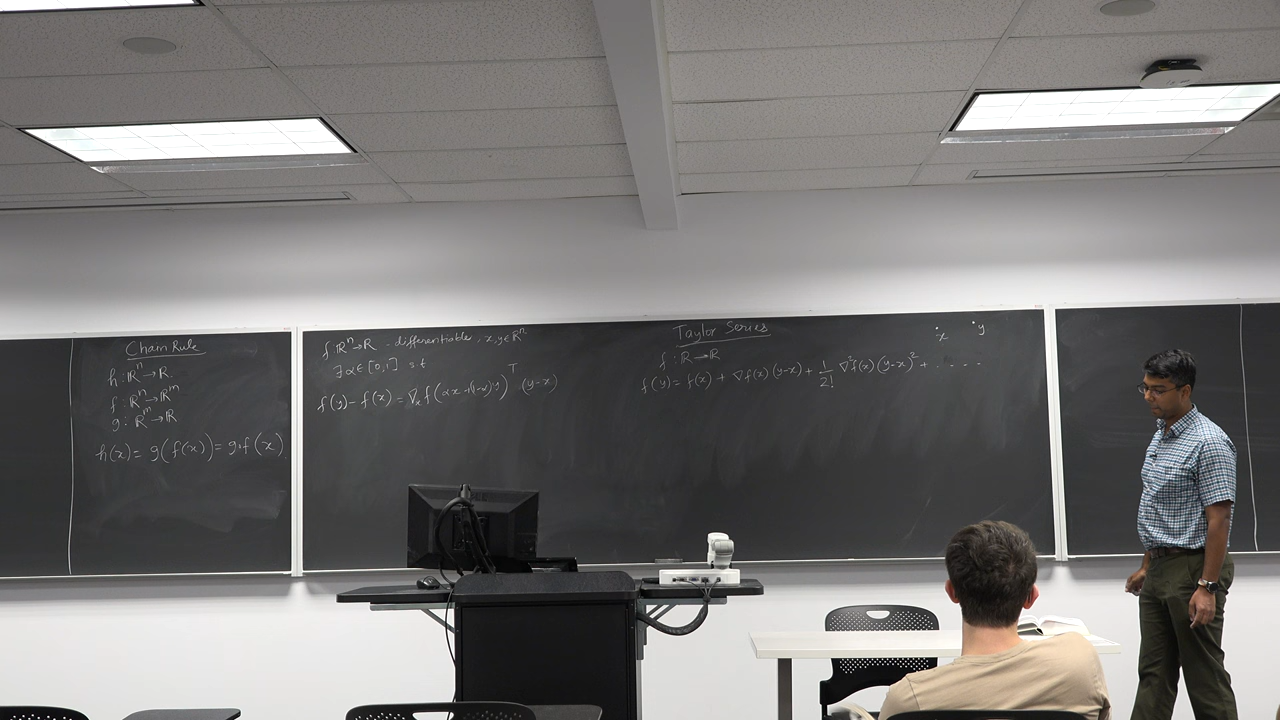 Chain Rule
h : ℝⁿ → ℝ
f : ℝⁿ → ℝᵐ
g : ℝᵐ → ℝ
h(x) = g(f(x)) = g∘f(x)
f : ℝⁿ → ℝ - differentiable, x, y ∈ ℝⁿ
∃ α ∈ [0,1] s.t
f(y) - f(x) = ∇ₓ f(αx + (1-α)y)ᵀ (y-x)
Taylor Series
f : ℝ → ℝ
f(y) = f(x) + ∇f(x) (y-x) + 1/2! ∇²f(x) (y-x)² + . . . . .
x y